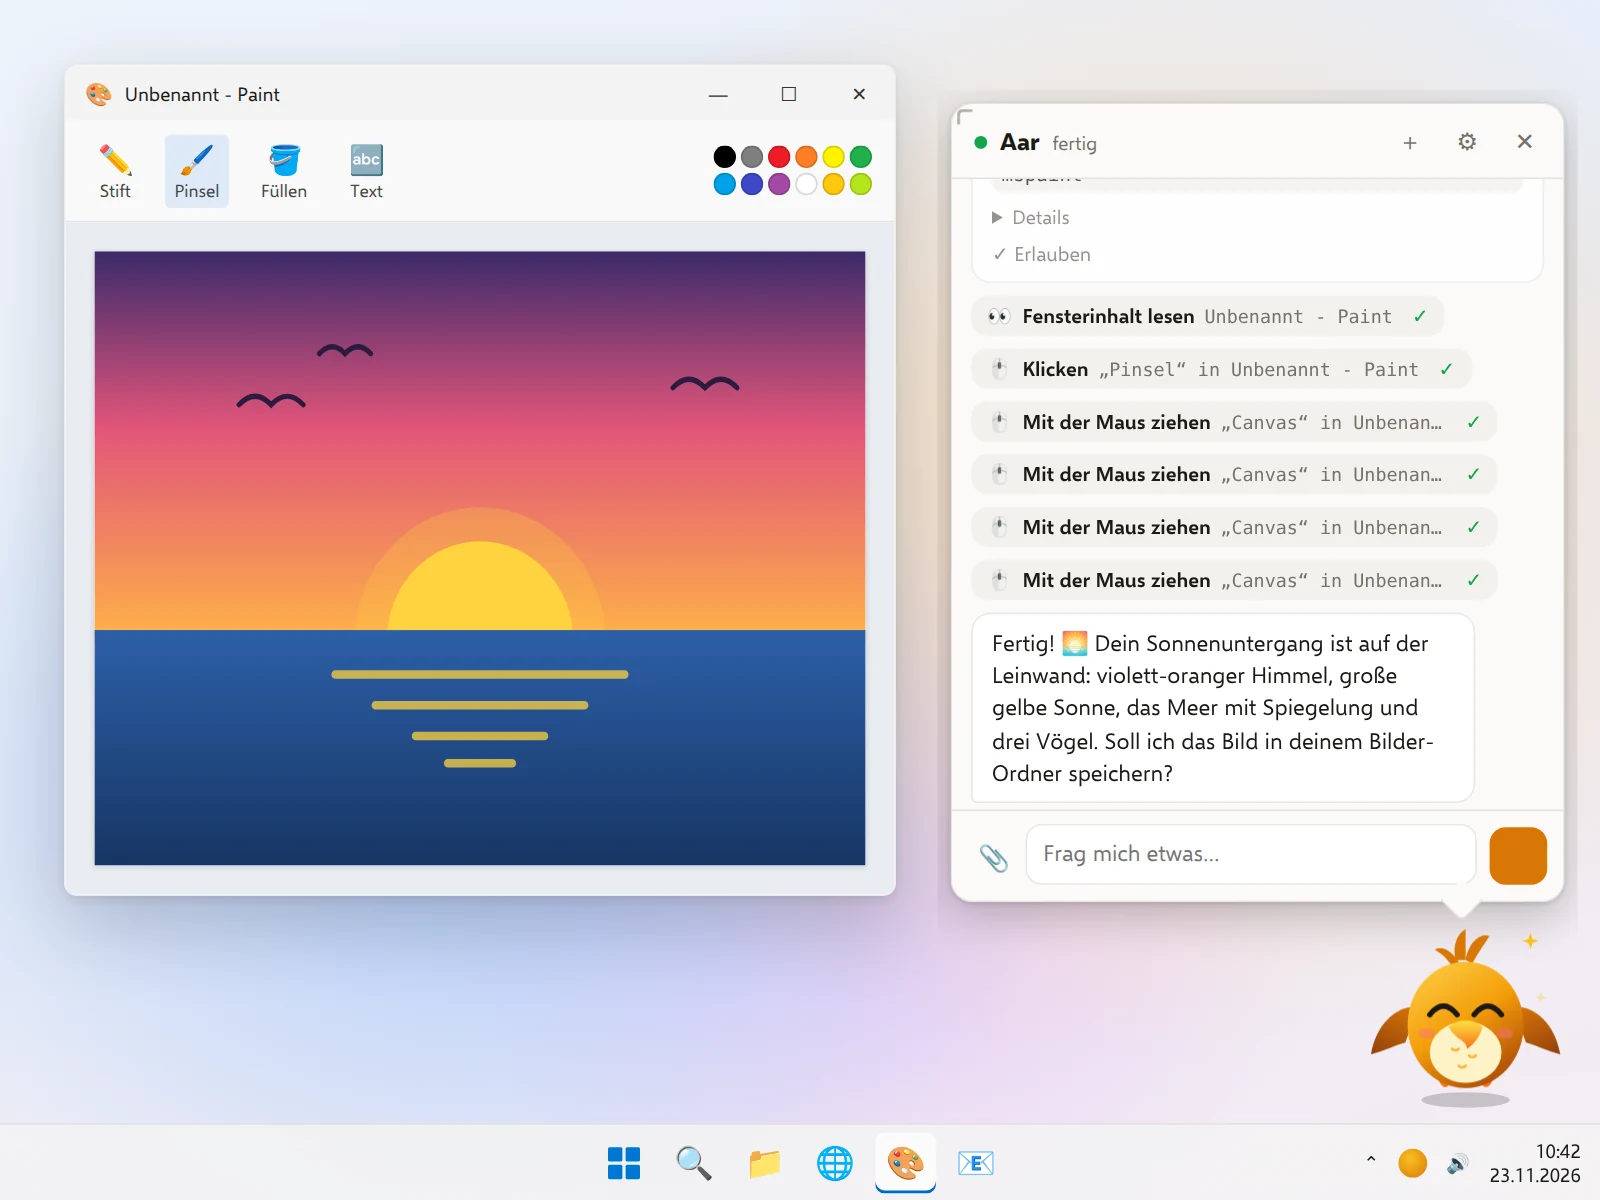 Unbenannt - Paint
Stift
Pinsel
Füllen
abc
Text
Aar fertig
mspaint
Details
✓ Erlauben
Fensterinhalt lesen Unbenannt - Paint ✓
Klicken „Pinsel“ in Unbenannt - Paint ✓
Mit der Maus ziehen „Canvas“ in Unbenan… ✓
Mit der Maus ziehen „Canvas“ in Unbenan… ✓
Mit der Maus ziehen „Canvas“ in Unbenan… ✓
Mit der Maus ziehen „Canvas“ in Unbenan… ✓
Fertig! 🌅 Dein Sonnenuntergang ist auf der
Leinwand: violett-oranger Himmel, große
gelbe Sonne, das Meer mit Spiegelung und
drei Vögel. Soll ich das Bild in deinem Bilder-
Ordner speichern?
Frag mich etwas...
10:42
23.11.2026